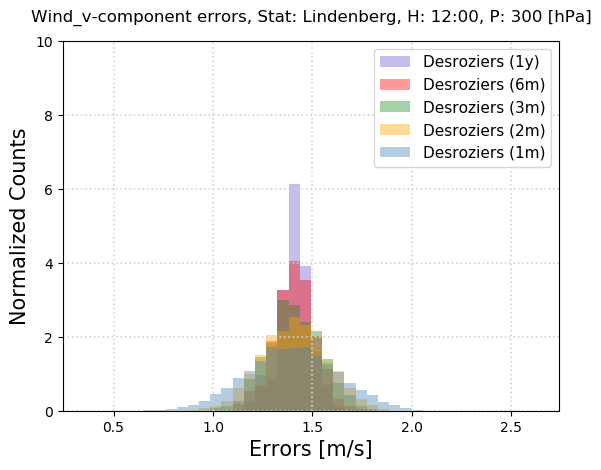 Wind_v-component errors, Stat: Lindenberg, H: 12:00, P: 300 [hPa]
10
8
6
4
2
0
Normalized Counts
Desroziers (1y)
Desroziers (6m)
Desroziers (3m)
Desroziers (2m)
Desroziers (1m)
0.5 1.0 1.5 2.0 2.5
Errors [m/s]